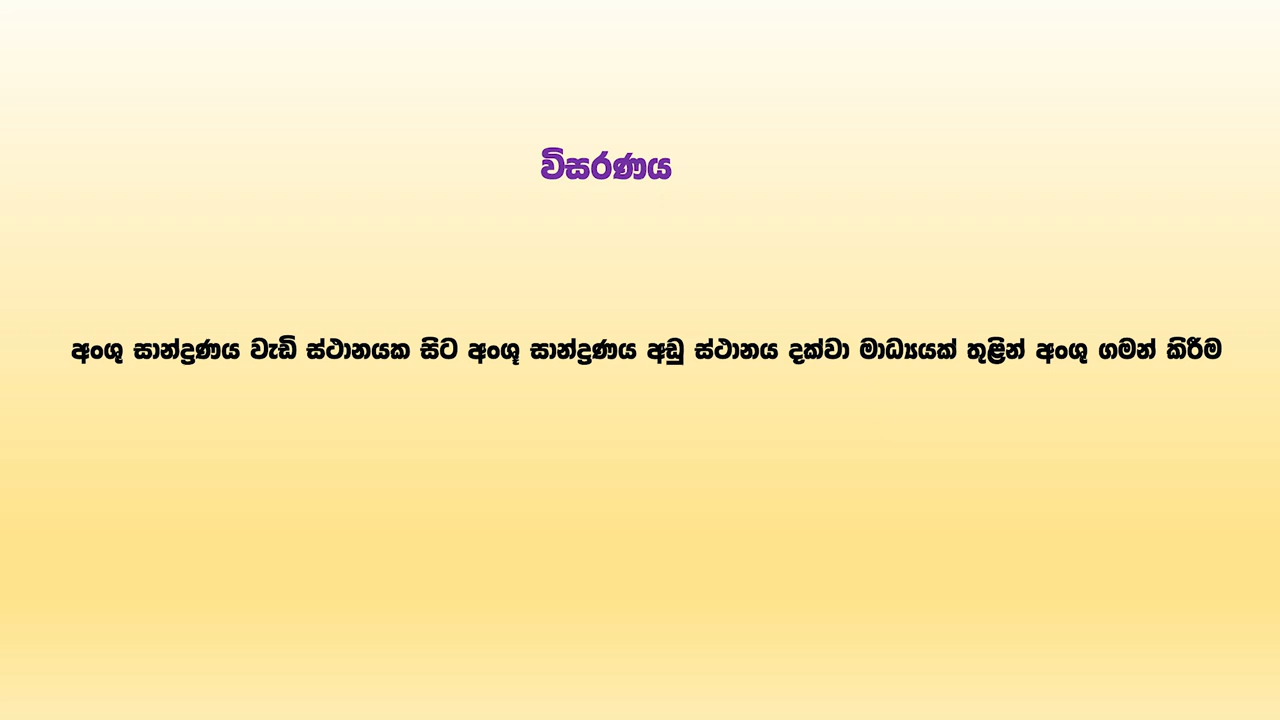 විසරණය
අංශු සාන්ද්‍රණය වැඩි ස්ථානයක සිට අංශූ සාන්ද්‍රණය අඩු ස්ථානය දක්වා මාධ්‍යයක් තුළින් අංශු ගමන් කිරීම